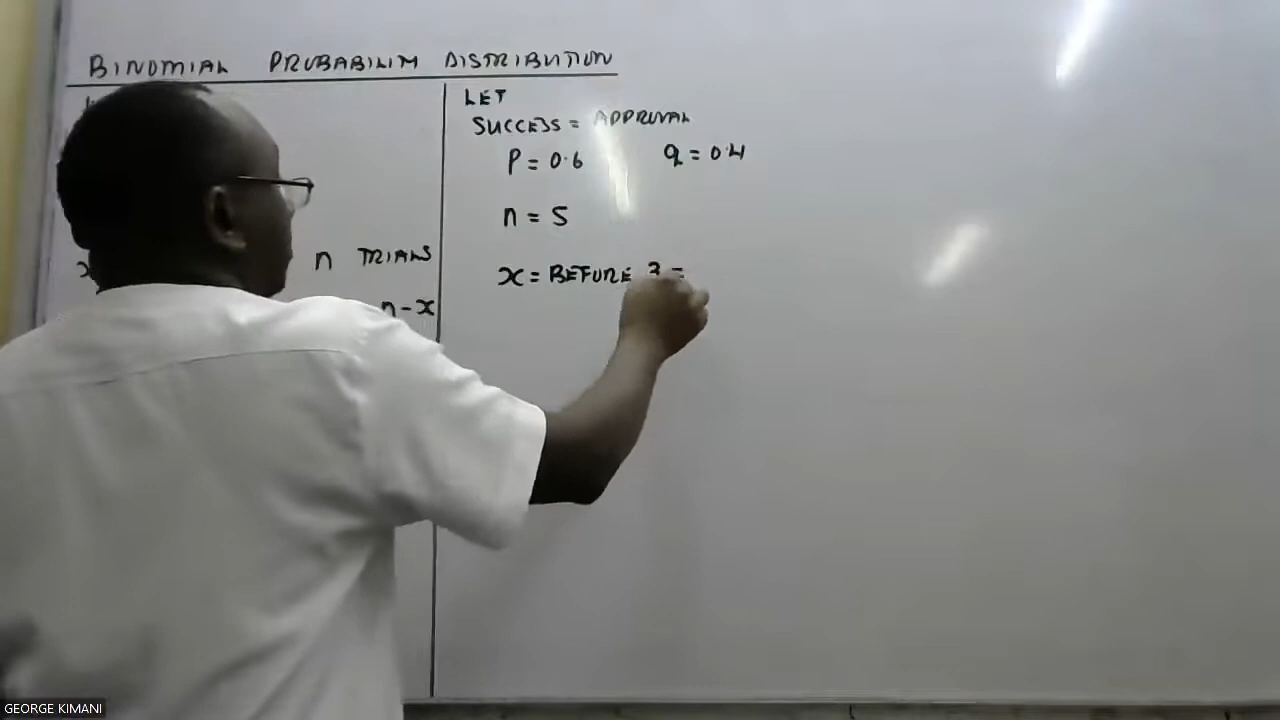 BINOMIAL PROBABILITY DISTRIBUTION
n TRIALS
n-x
LET
SUCCESS = APPROVAL
P = 0.6 q = 0.4
n = 5
x = BEFORE 3 =
GEORGE KIMANI